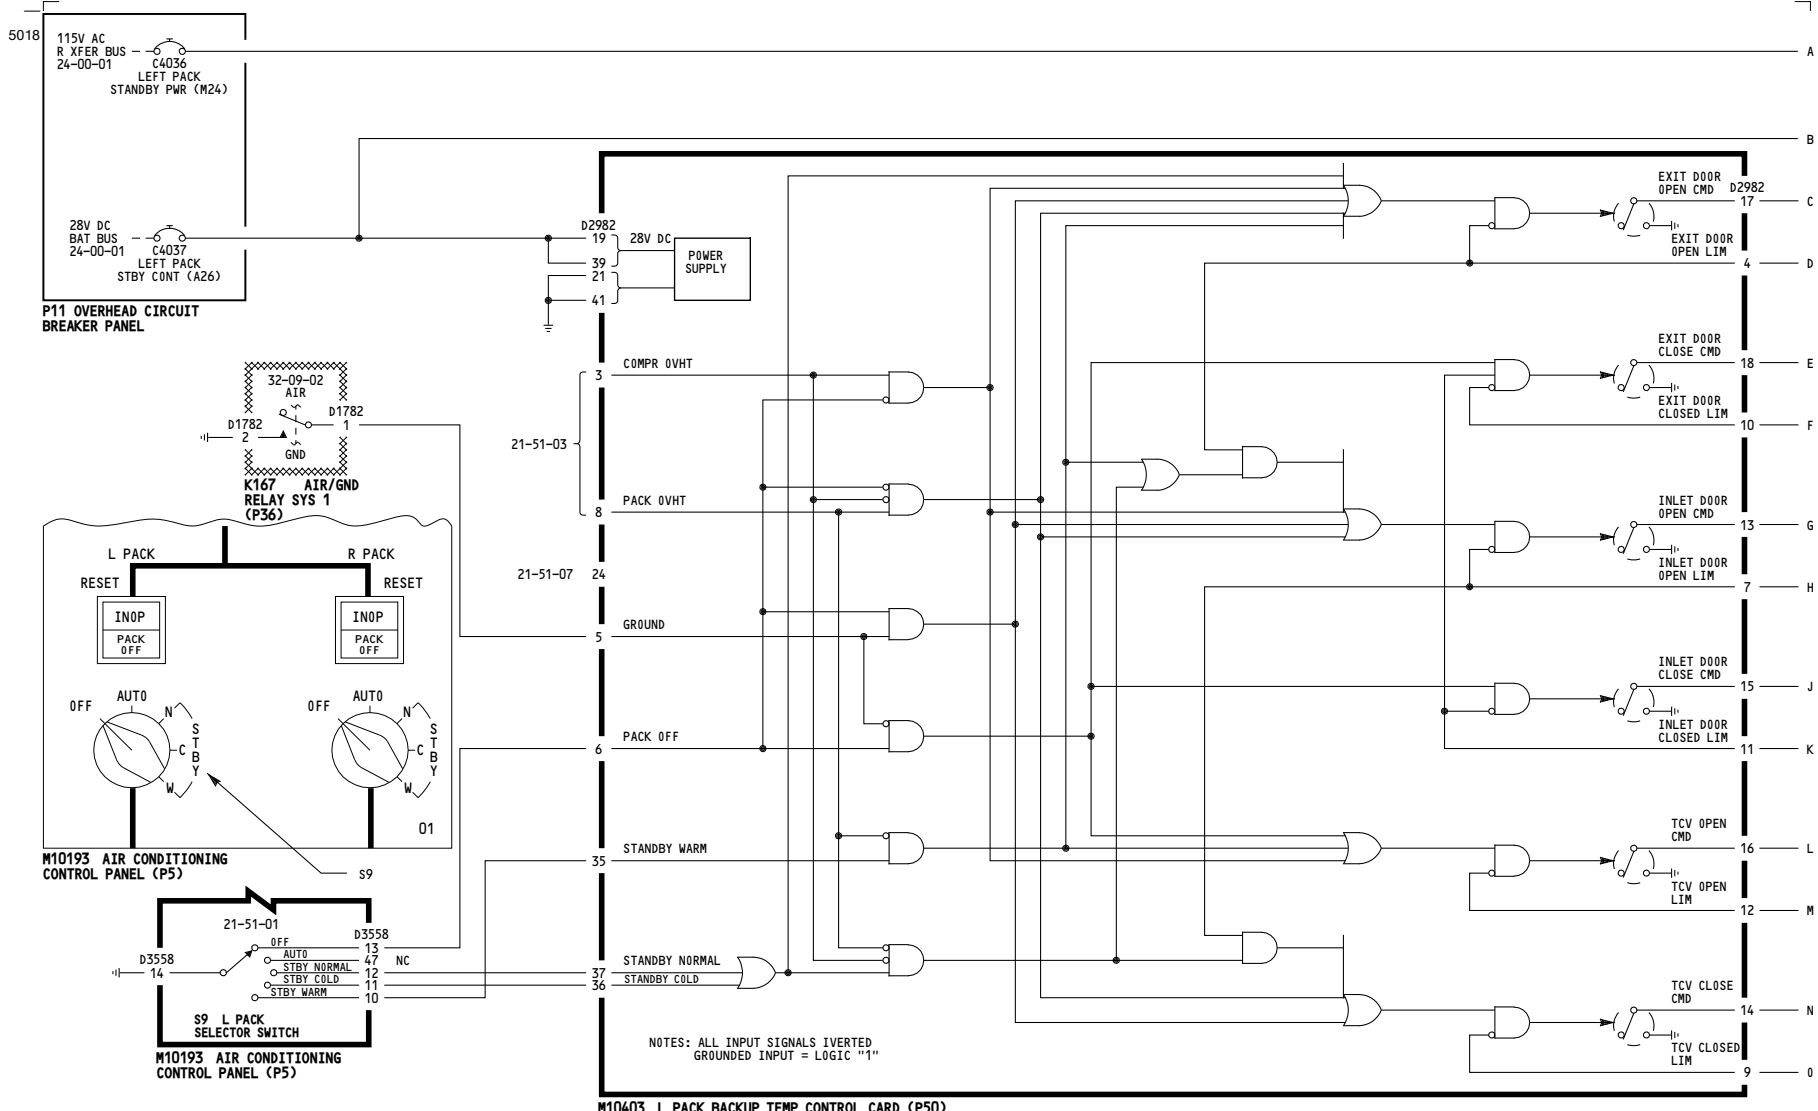 5018
115V AC
R XFER BUS
24-00-01
C4036
LEFT PACK
STANDBY PWR (M24)
A
B
28V DC
BAT BUS
24-00-01
C4037
LEFT PACK
STBY CONT (A26)
P11 OVERHEAD CIRCUIT
BREAKER PANEL
D2982
19
39
21
41
28V DC
POWER
SUPPLY
32-09-02
AIR
D1782
1
D1782
2
GND
K167 AIR/GND
RELAY SYS 1
(P36)
21-51-03
3
COMPR OVHT
8
PACK OVHT
21-51-07
24
5
GROUND
6
PACK OFF
35
STANDBY WARM
37
STANDBY NORMAL
36
STANDBY COLD
L PACK
R PACK
RESET
RESET
INOP
PACK
OFF
INOP
PACK
OFF
OFF
AUTO
N
C
W
STBY
OFF
AUTO
N
C
W
STBY
01
M10193 AIR CONDITIONING
CONTROL PANEL (P5)
S9
21-51-01
D3558
14
D3558
OFF
13
AUTO
47
NC
STBY NORMAL
12
STBY COLD
11
STBY WARM
10
S9 L PACK
SELECTOR SWITCH
M10193 AIR CONDITIONING
CONTROL PANEL (P5)
NOTES: ALL INPUT SIGNALS IVERTED
GROUNDED INPUT = LOGIC "1"
M10403 L PACK BACKUP TEMP CONTROL CARD (P50)
EXIT DOOR
OPEN CMD
D2982
17
C
EXIT DOOR
OPEN LIM
4
D
EXIT DOOR
CLOSE CMD
18
E
EXIT DOOR
CLOSED LIM
10
F
INLET DOOR
OPEN CMD
13
G
INLET DOOR
OPEN LIM
7
H
INLET DOOR
CLOSE CMD
15
J
INLET DOOR
CLOSED LIM
11
K
TCV OPEN
CMD
16
L
TCV OPEN
LIM
12
M
TCV CLOSE
CMD
14
N
TCV CLOSED
LIM
9
O